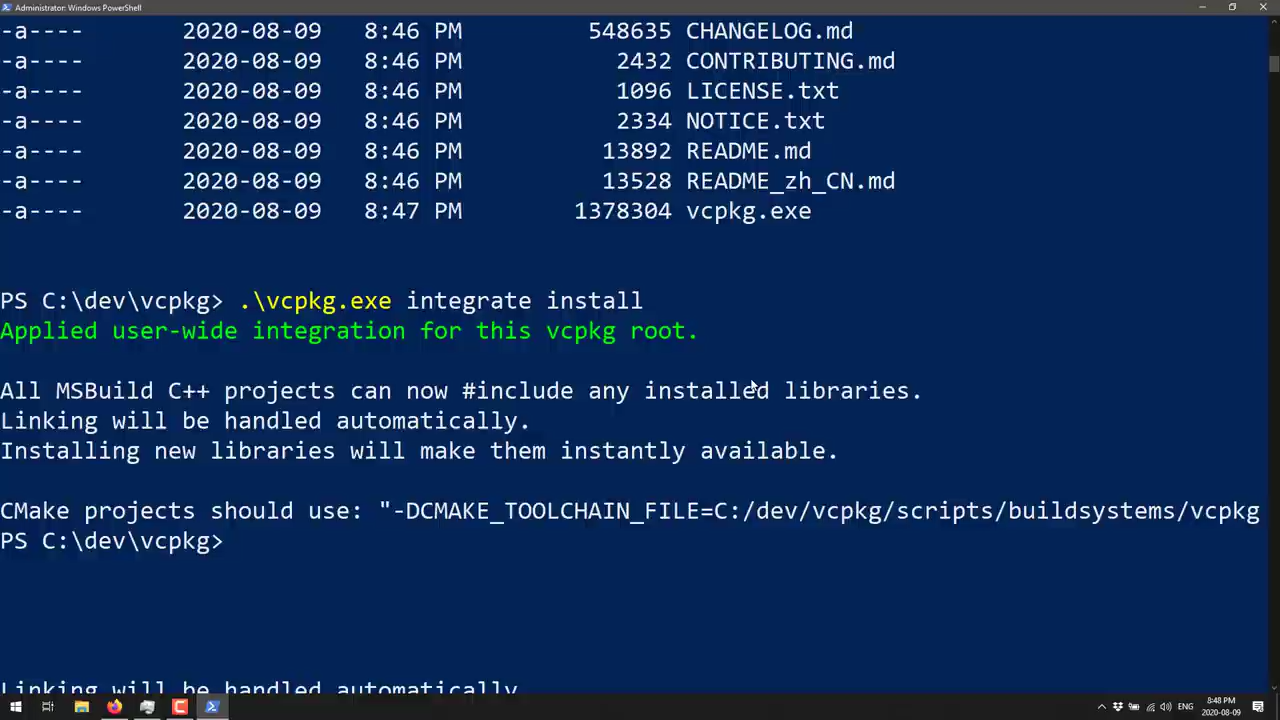 Administrator: Windows PowerShell
-a---- 2020-08-09 8:46 PM 548635 CHANGELOG.md
-a---- 2020-08-09 8:46 PM 2432 CONTRIBUTING.md
-a---- 2020-08-09 8:46 PM 1096 LICENSE.txt
-a---- 2020-08-09 8:46 PM 2334 NOTICE.txt
-a---- 2020-08-09 8:46 PM 13892 README.md
-a---- 2020-08-09 8:46 PM 13528 README_zh_CN.md
-a---- 2020-08-09 8:47 PM 1378304 vcpkg.exe
PS C:\dev\vcpkg> .\vcpkg.exe integrate install
Applied user-wide integration for this vcpkg root.
All MSBuild C++ projects can now #include any installed libraries.
Linking will be handled automatically.
Installing new libraries will make them instantly available.
CMake projects should use: "-DCMAKE_TOOLCHAIN_FILE=C:/dev/vcpkg/scripts/buildsystems/vcpkg
PS C:\dev\vcpkg>
Linking will be handled automatically
ENG
8:48 PM
2020-08-09